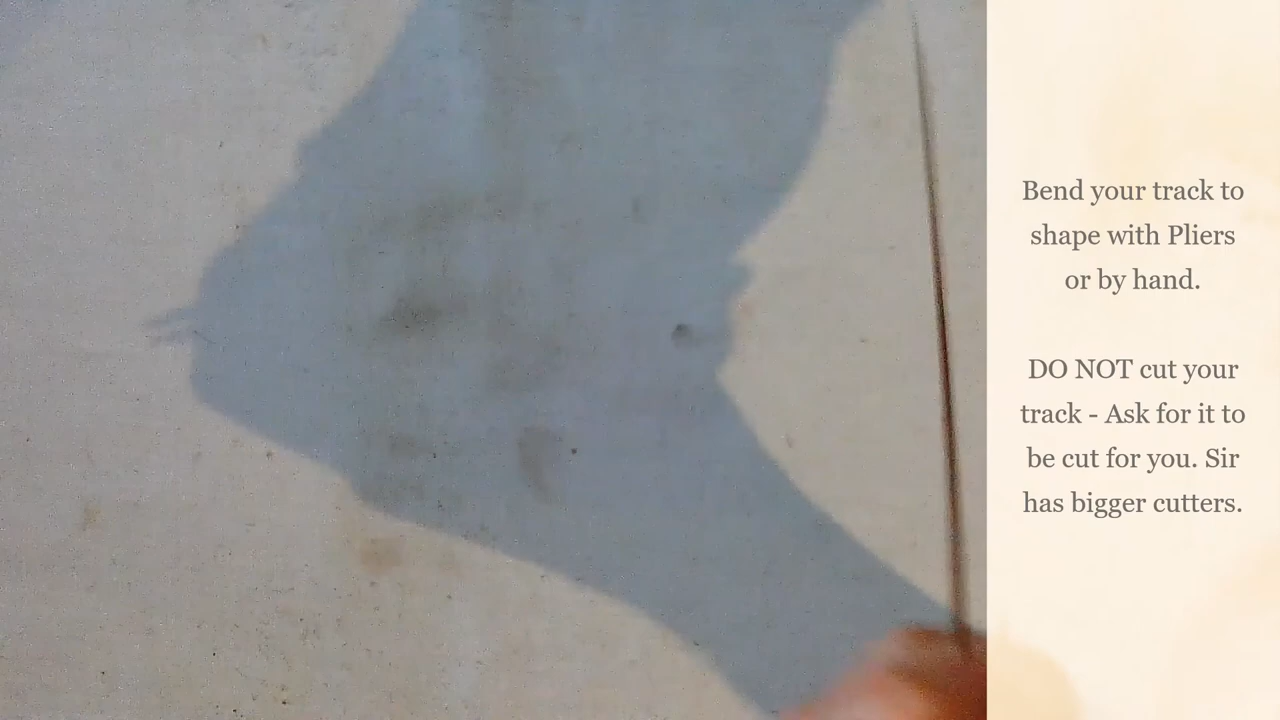 Bend your track to
shape with Pliers
or by hand.
DO NOT cut your
track - Ask for it to
be cut for you. Sir
has bigger cutters.